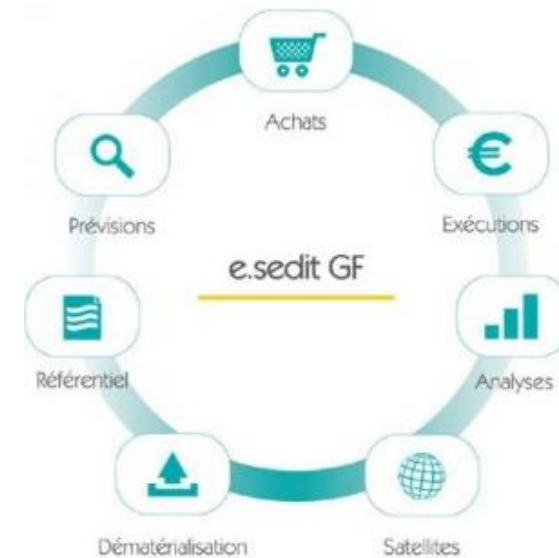 Achats
Prévisions
€
Exécutions
e.sedit GF
Référentiel
Analyses
Dématérialisation
Satellites